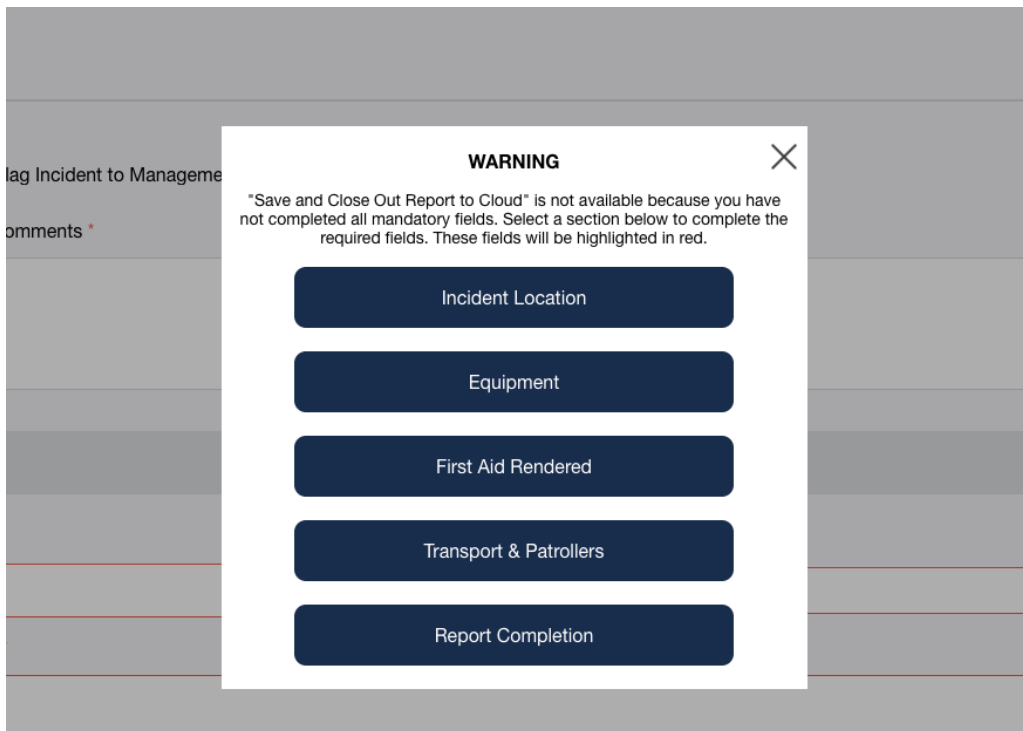 WARNING
lag Incident to Manageme
"Save and Close Out Report to Cloud" is not available because you have
not completed all mandatory fields. Select a section below to complete the
required fields. These fields will be highlighted in red.
omments *
Incident Location
Equipment
First Aid Rendered
Transport & Patrollers
Report Completion